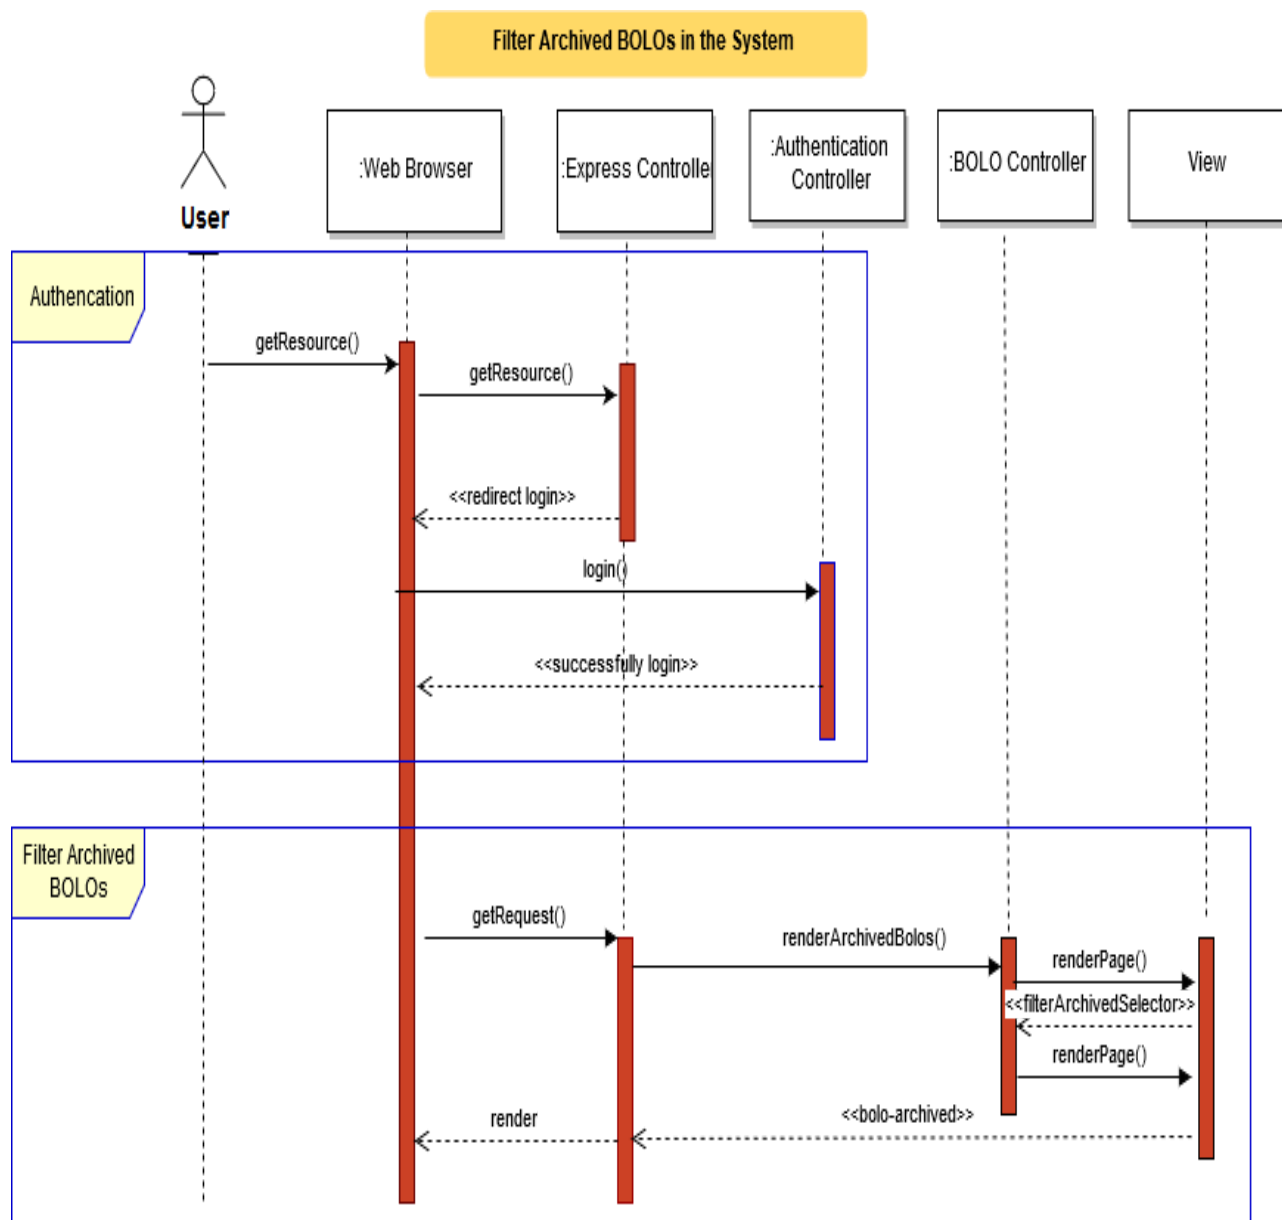 Filter Archived BOLOs in the System
User
:Web Browser
:Express Controlle
:Authentication
Controller
:BOLO Controller
View
Authencation
getResource()
getResource()
<<redirect login>>
login()
<<successfully login>>
Filter Archived
BOLOs
getRequest()
renderArchivedBolos()
renderPage()
<<filterArchivedSelector>>
renderPage()
<<bolo-archived>>
render